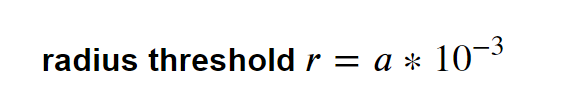 radius threshold r = a * 10⁻³